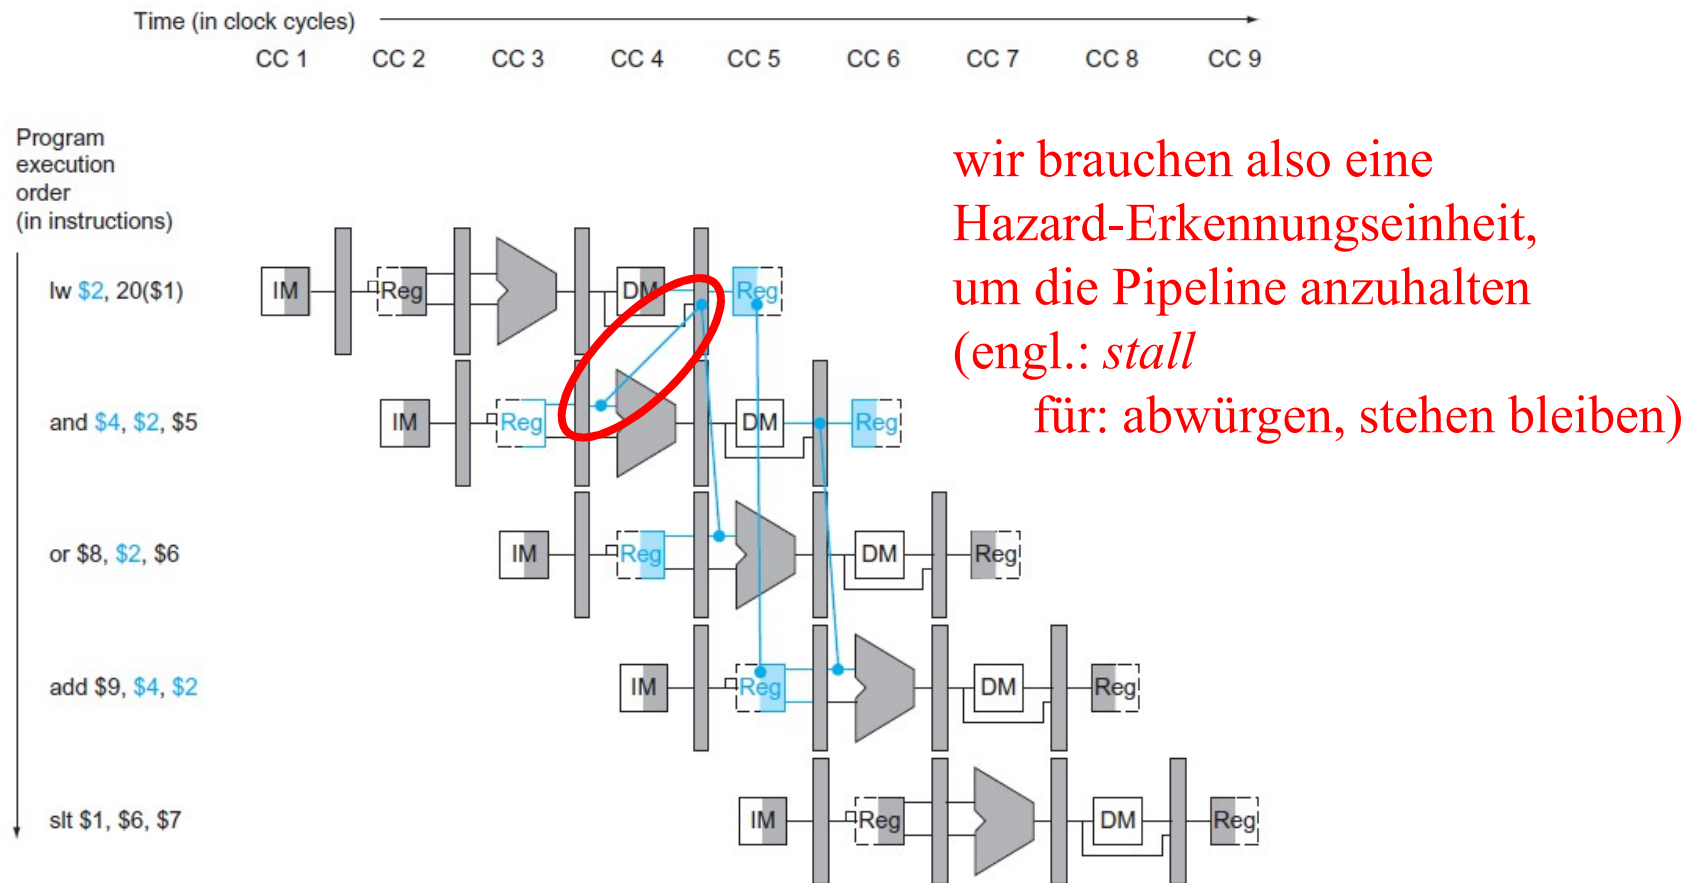 Time (in clock cycles)
CC 1 CC 2 CC 3 CC 4 CC 5 CC 6 CC 7 CC 8 CC 9
Program
execution
order
(in instructions)
wir brauchen also eine
Hazard-Erkennungseinheit,
um die Pipeline anzuhalten
(engl.: stall
für: abwürgen, stehen bleiben)
lw $2, 20($1)
IM Reg DM Reg
and $4, $2, $5
IM Reg DM Reg
or $8, $2, $6
IM Reg DM Reg
add $9, $4, $2
IM Reg DM Reg
slt $1, $6, $7
IM Reg DM Reg